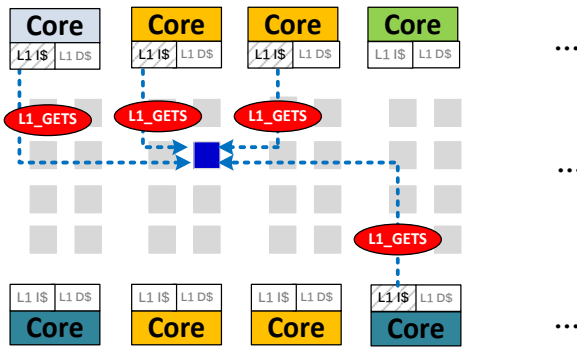 Core Core Core Core
L1 I$ L1 D$ L1 I$ L1 D$ L1 I$ L1 D$ L1 I$ L1 D$ ...
L1_GETS L1_GETS L1_GETS
...
L1_GETS
L1 I$ L1 D$ L1 I$ L1 D$ L1 I$ L1 D$ L1 I$ L1 D$
Core Core Core Core ...